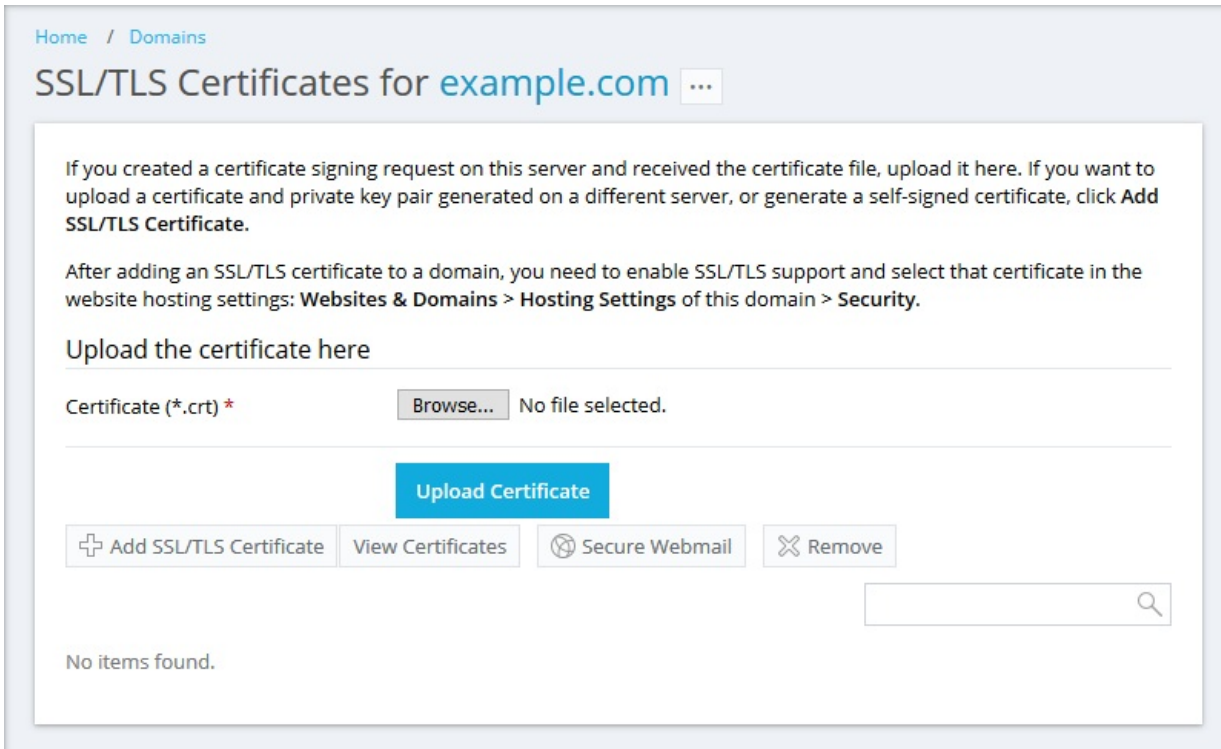 Home / Domains
SSL/TLS Certificates for example.com ...
If you created a certificate signing request on this server and received the certificate file, upload it here. If you want to
upload a certificate and private key pair generated on a different server, or generate a self-signed certificate, click Add
SSL/TLS Certificate.
After adding an SSL/TLS certificate to a domain, you need to enable SSL/TLS support and select that certificate in the
website hosting settings: Websites & Domains > Hosting Settings of this domain > Security.
Upload the certificate here
Certificate (*.crt) * Browse... No file selected.
Upload Certificate
Add SSL/TLS Certificate View Certificates Secure Webmail Remove
No items found.